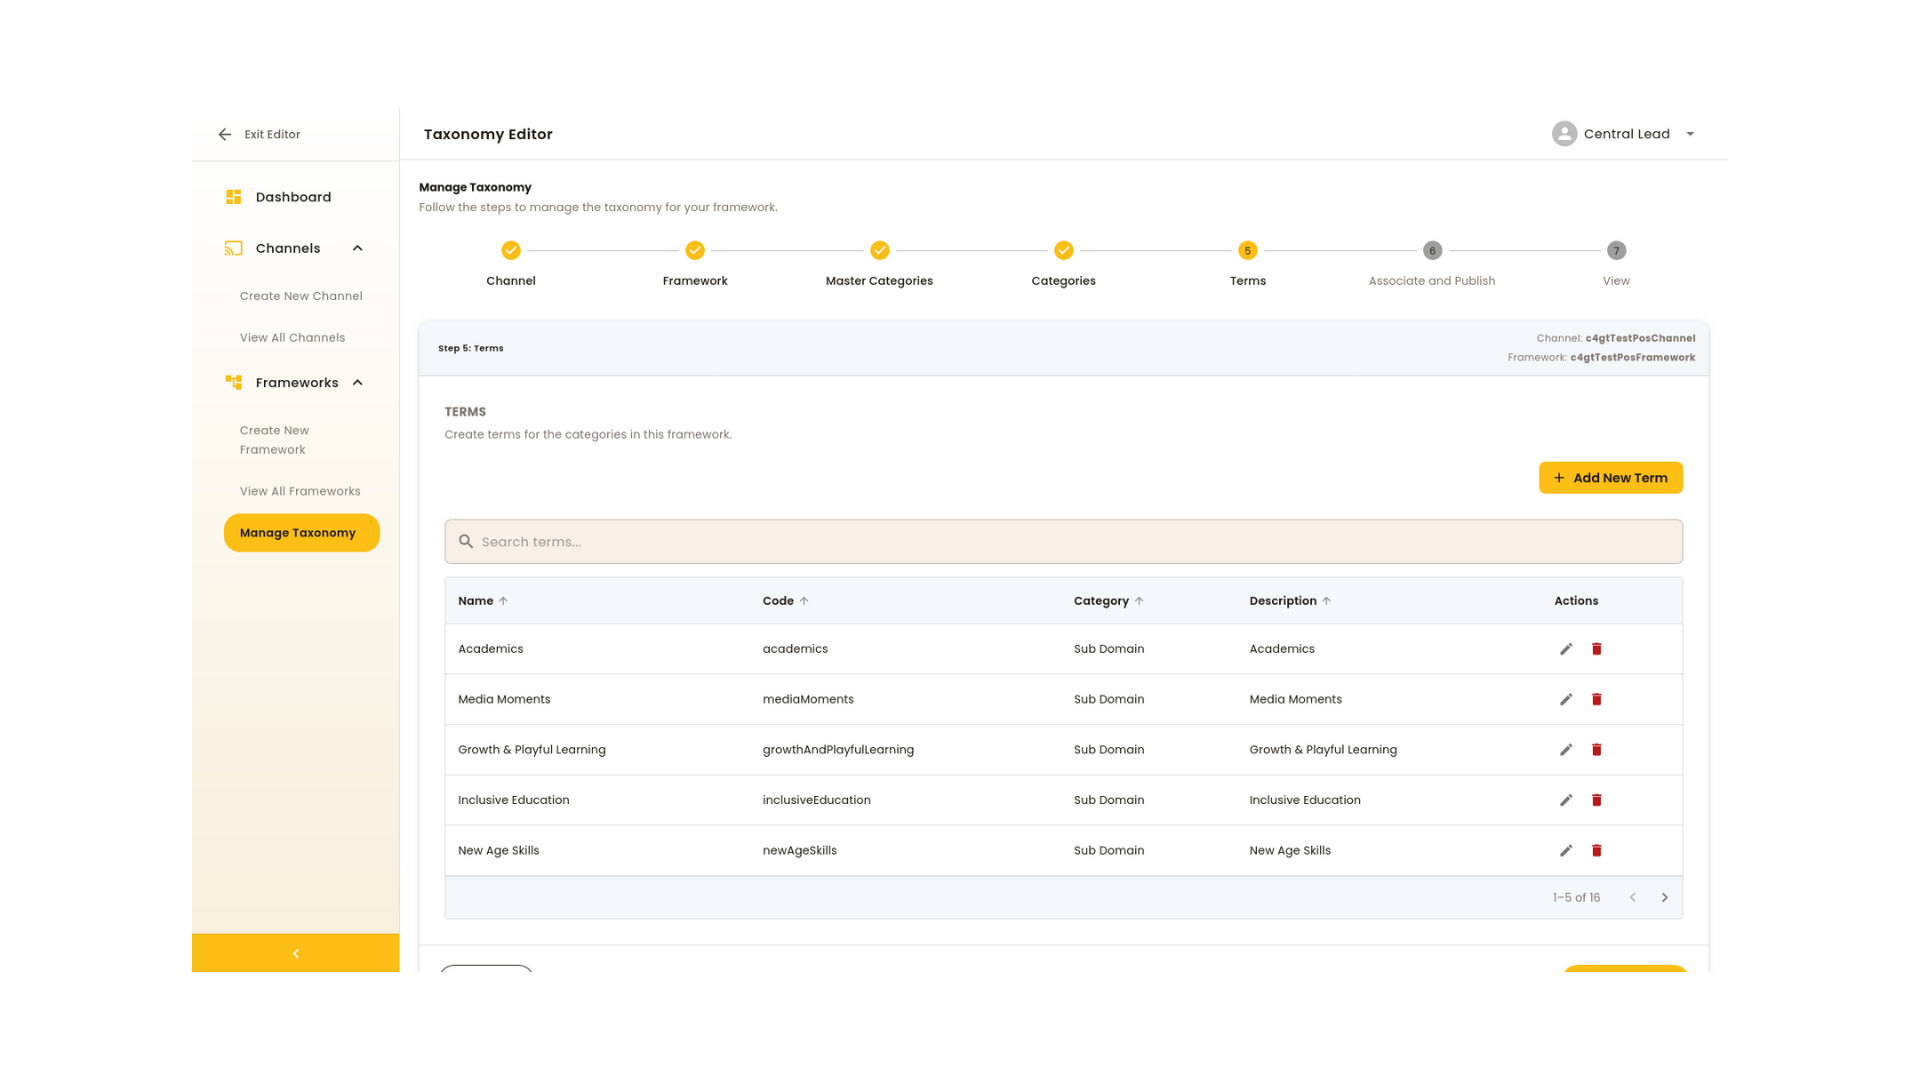 Exit Editor
Taxonomy Editor
Central Lead
Dashboard
Channels
Create New Channel
View All Channels
Frameworks
Create New
Framework
View All Frameworks
Manage Taxonomy
Manage Taxonomy
Follow the steps to manage the taxonomy for your framework.
5 6 7
Channel Framework Master Categories Categories Terms Associate and Publish View
Step 5: Terms
Channel: c4gtTestPosChannel
Framework: c4gtTestPosFramework
TERMS
Create terms for the categories in this framework.
+ Add New Term
Search terms...
Name ↑ Code ↑ Category ↑ Description ↑ Actions
Academics academics Sub Domain Academics
Media Moments mediaMoments Sub Domain Media Moments
Growth & Playful Learning growthAndPlayfulLearning Sub Domain Growth & Playful Learning
Inclusive Education inclusiveEducation Sub Domain Inclusive Education
New Age Skills newAgeSkills Sub Domain New Age Skills
1–5 of 16